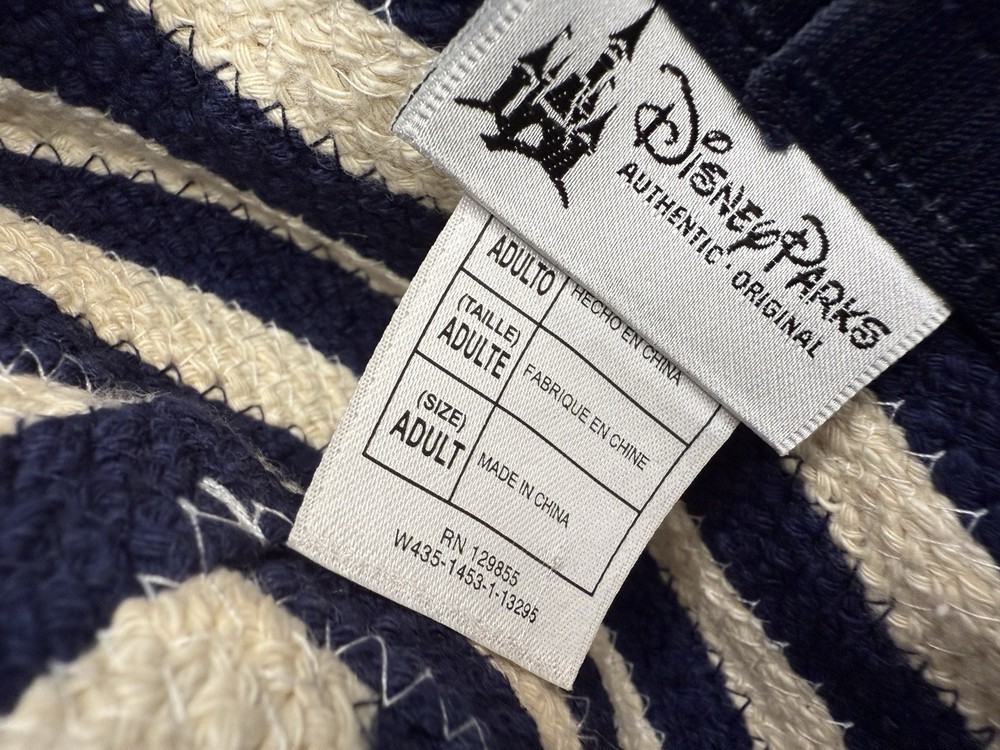 Disney Parks
AUTHENTIC · ORIGINAL
ADULTO
HECHO EN CHINA
(TAILLE)
ADULTE
FABRIQUE EN CHINE
(SIZE)
ADULT
MADE IN CHINA
RN 129855
W435-1453-1-13295